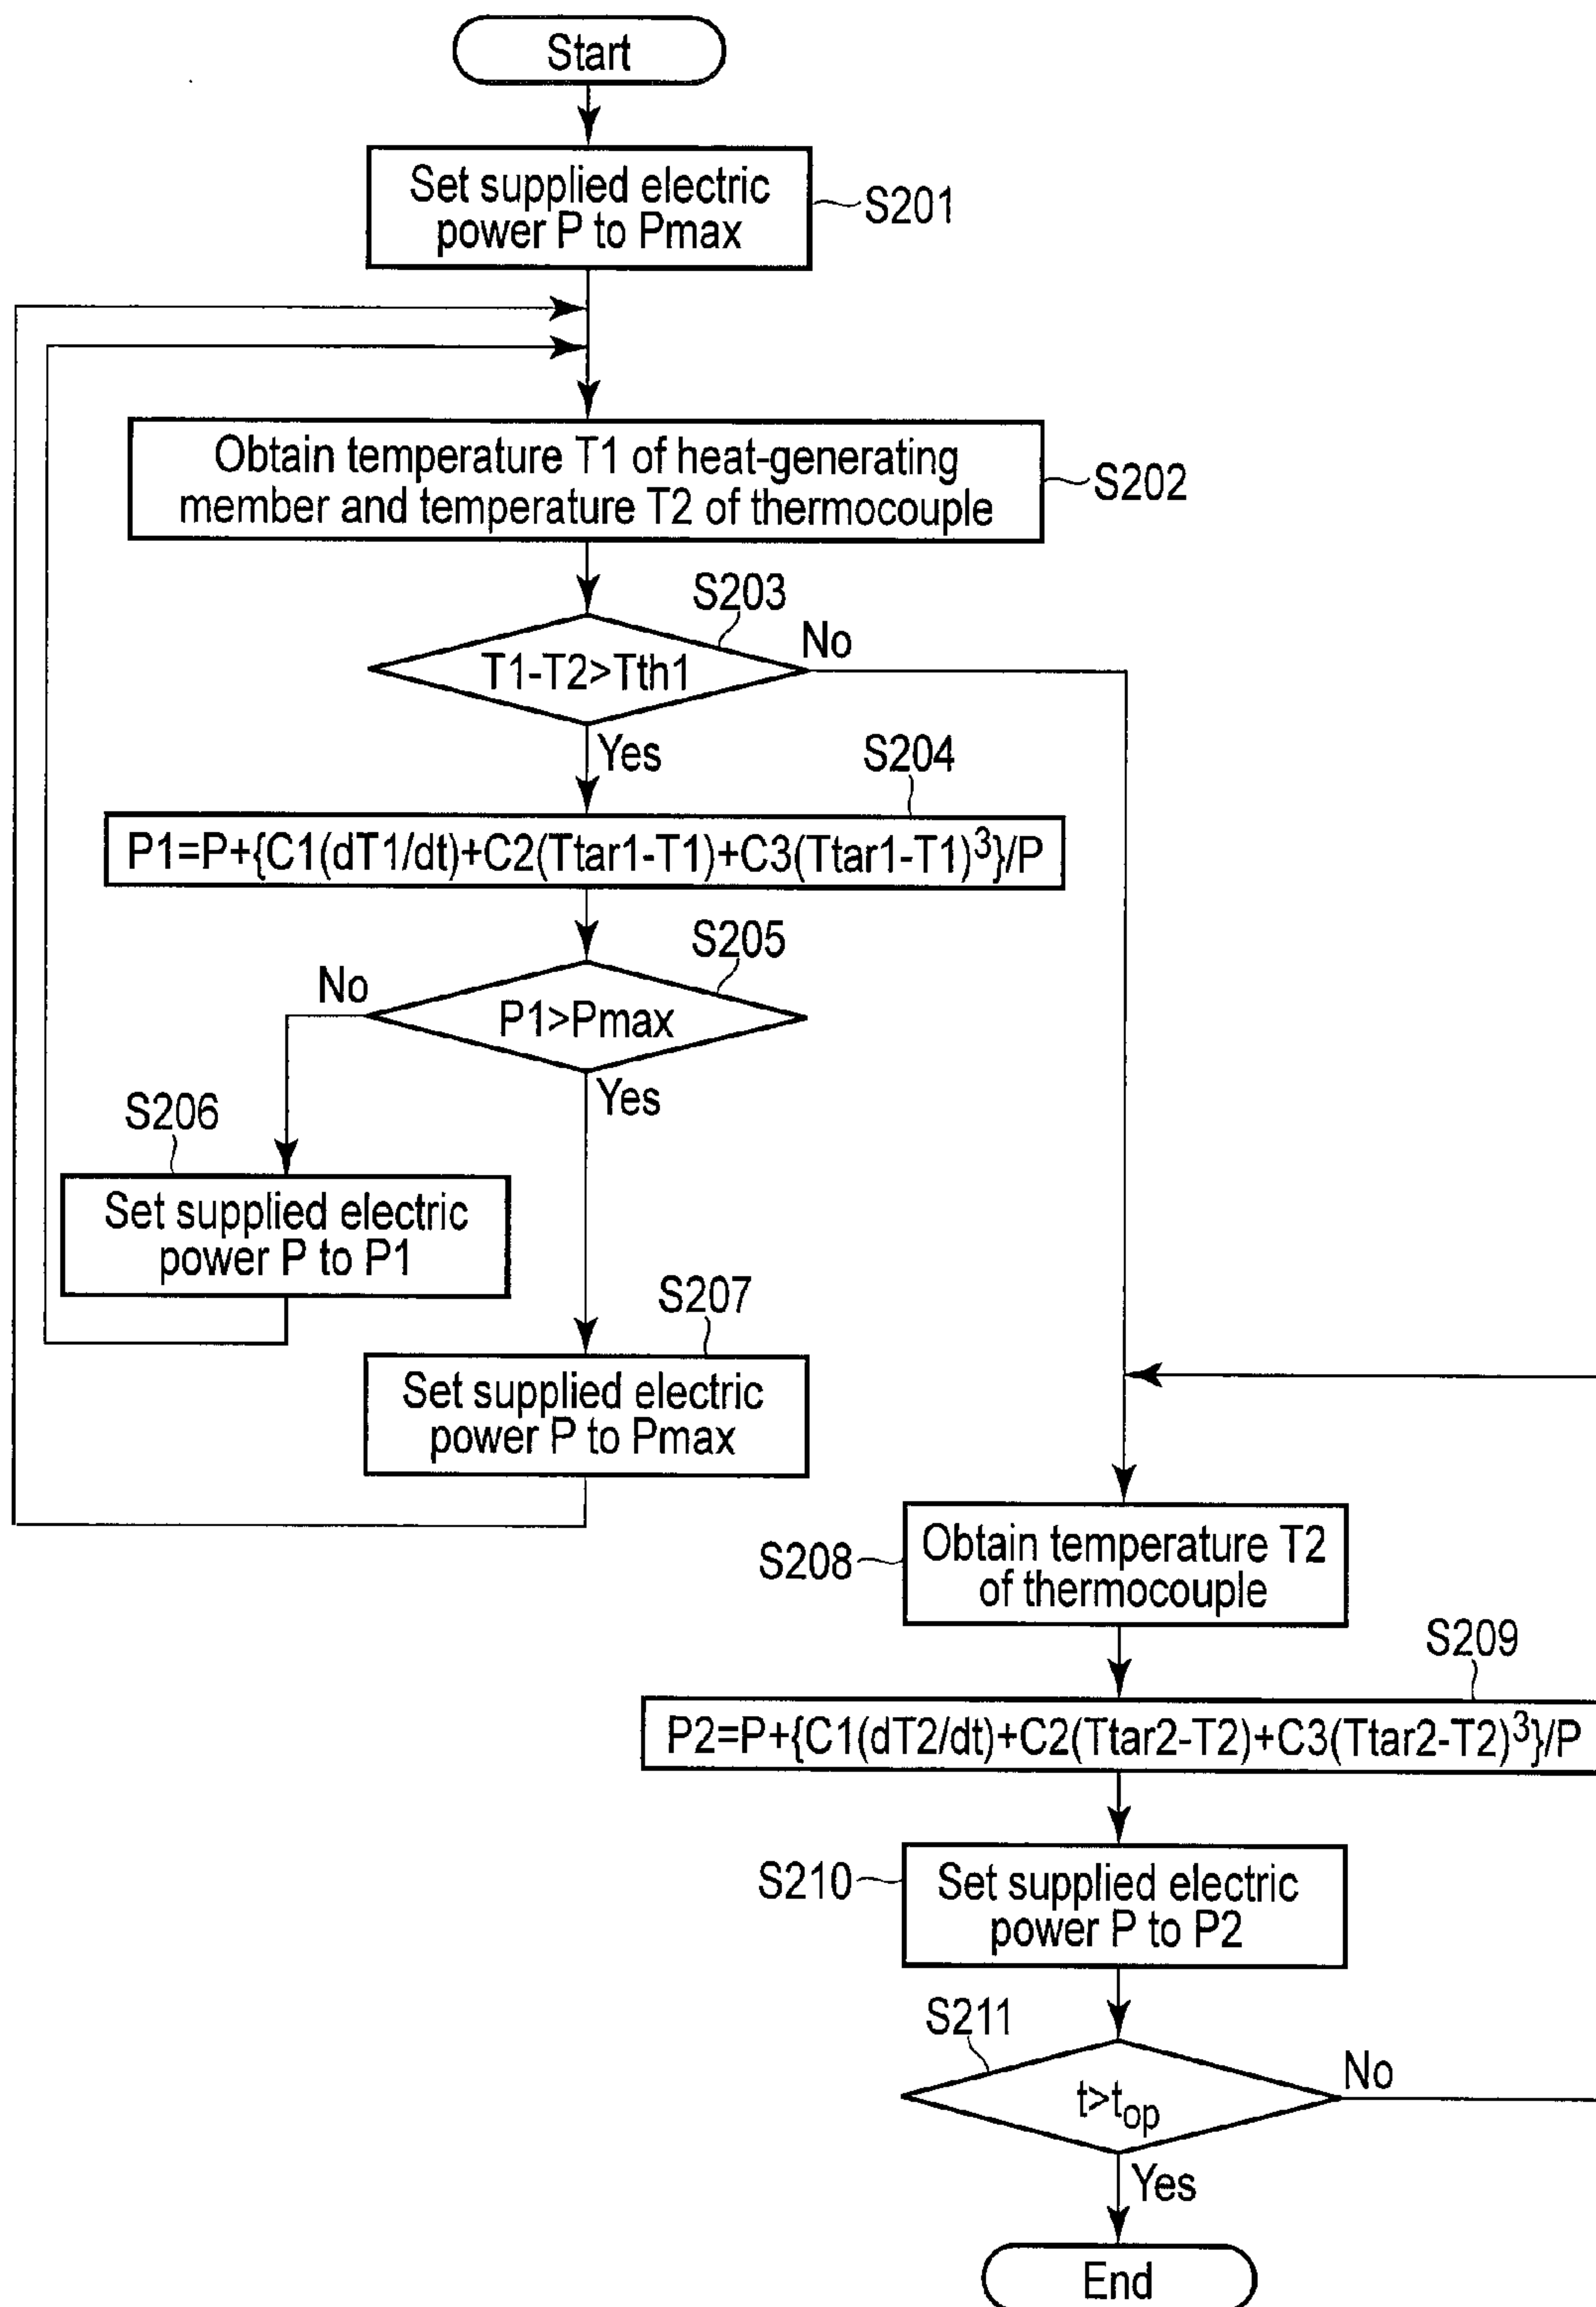 Start
Set supplied electric
power P to Pmax
S201
Obtain temperature T1 of heat-generating
member and temperature T2 of thermocouple
S202
S203
T1-T2>Tth1
No
Yes
S204
P1=P+{C1(dT1/dt)+C2(Ttar1-T1)+C3(Ttar1-T1)³}/P
S205
No
P1>Pmax
Yes
S206
Set supplied electric
power P to P1
S207
Set supplied electric
power P to Pmax
S208
Obtain temperature T2
of thermocouple
S209
P2=P+{C1(dT2/dt)+C2(Ttar2-T2)+C3(Ttar2-T2)³}/P
S210
Set supplied electric
power P to P2
S211
t>top
No
Yes
End